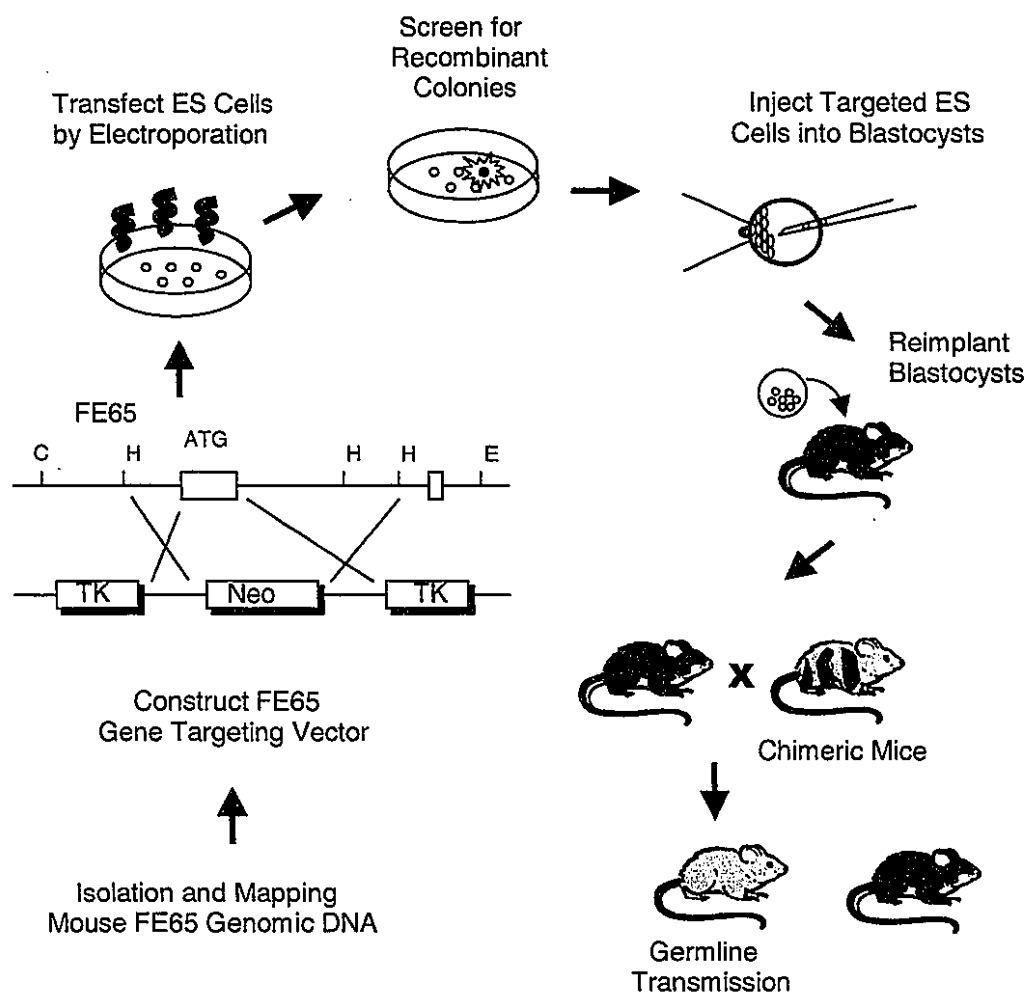 Screen for
Recombinant
Colonies
Transfect ES Cells
by Electroporation
Inject Targeted ES
Cells into Blastocysts
Reimplant
Blastocysts
FE65
C H ATG H H E
TK Neo TK
Construct FE65
Gene Targeting Vector
X
Chimeric Mice
Isolation and Mapping
Mouse FE65 Genomic DNA
Germline
Transmission